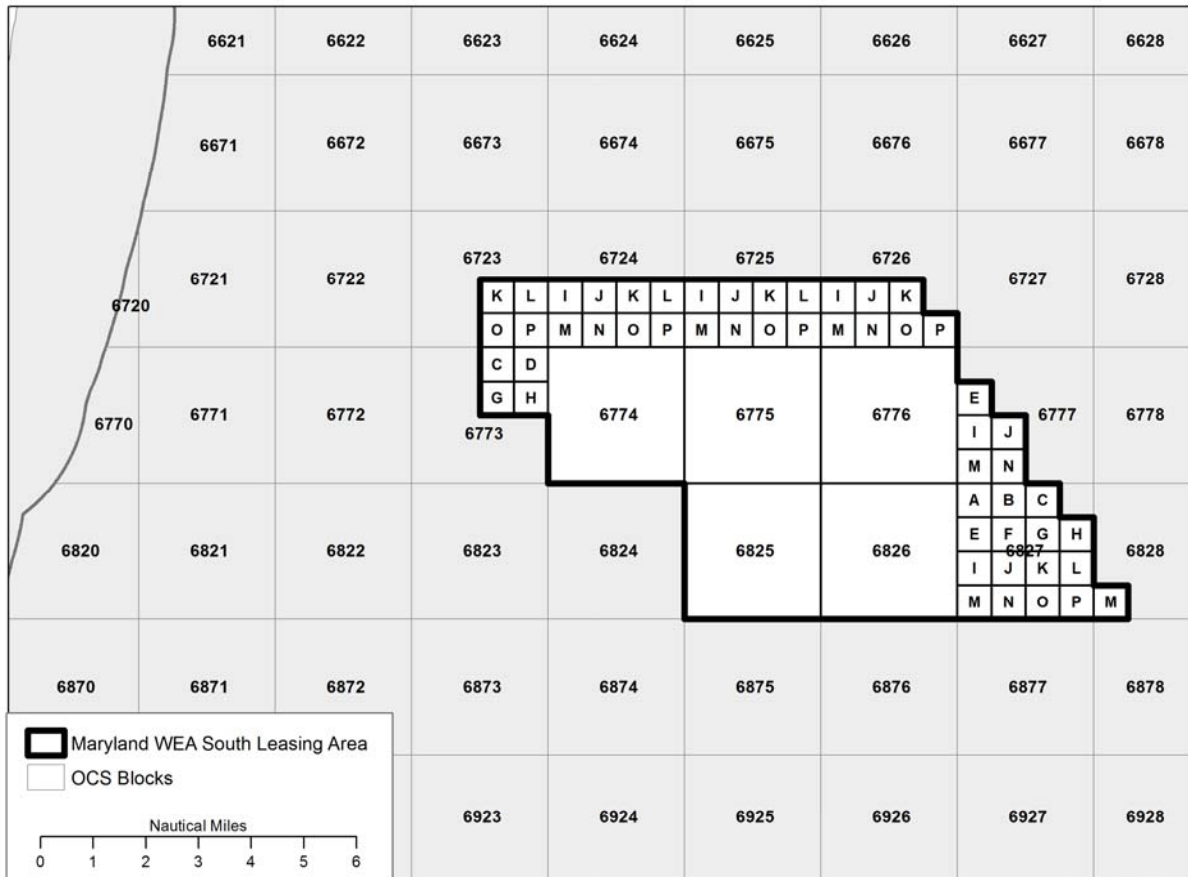 6621 6622 6623 6624 6625 6626 6627 6628
6671 6672 6673 6674 6675 6676 6677 6678
6723 6724 6725 6726
6720 6721 6722 6727 6728
K L I J K L I J K L I J K
O P M N O P M N O P M N O P
C D
G H E
6770 6771 6772 6773 6774 6775 6776 6777 6778
I J
M N
A B C
E F G H
6820 6821 6822 6823 6824 6825 6826 6827 6828
I J K L
M N O P M
6870 6871 6872 6873 6874 6875 6876 6877 6878
Maryland WEA South Leasing Area
OCS Blocks
Nautical Miles
0 1 2 3 4 5 6
6923 6924 6925 6926 6927 6928